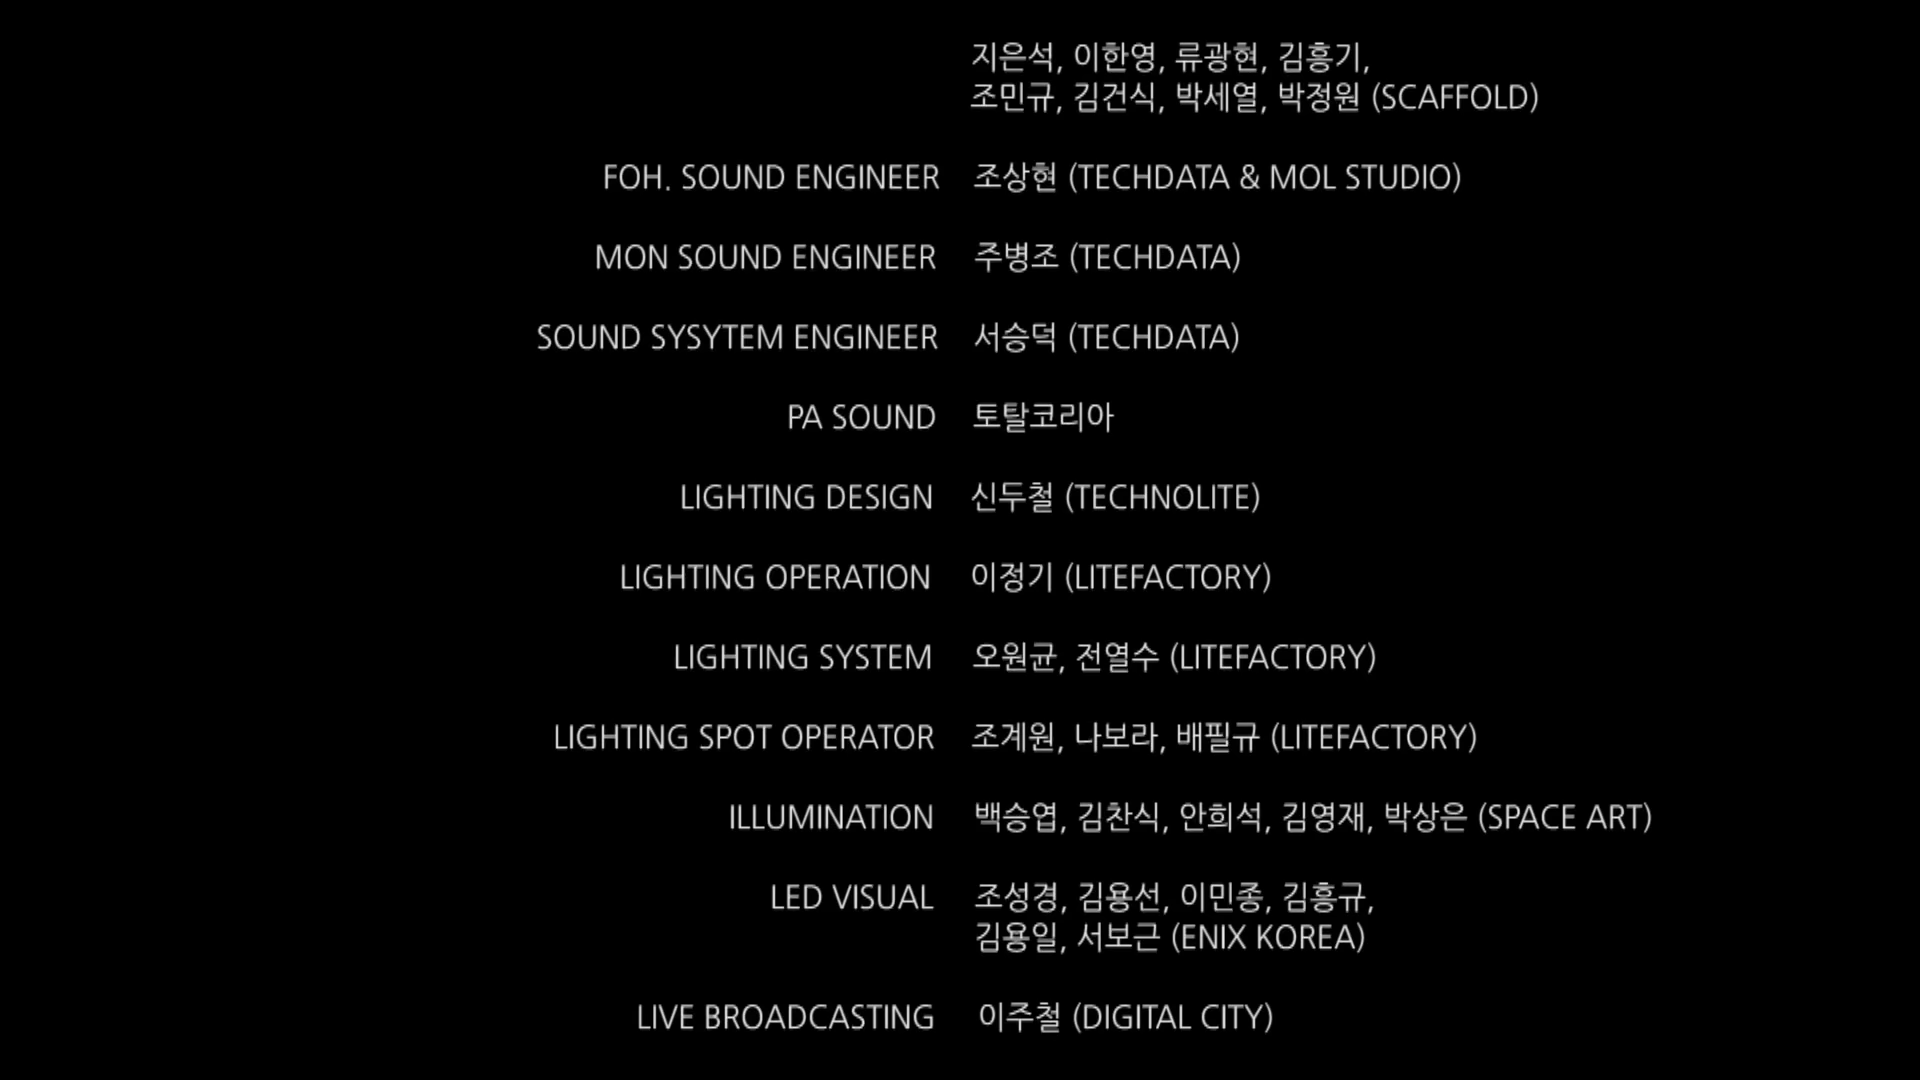 지은석, 이한영, 류광현, 김흥기,
조민규, 김건식, 박세열, 박정원 (SCAFFOLD)
FOH. SOUND ENGINEER 조상현 (TECHDATA & MOL STUDIO)
MON SOUND ENGINEER 주병조 (TECHDATA)
SOUND SYSYTEM ENGINEER 서승덕 (TECHDATA)
PA SOUND 토탈코리아
LIGHTING DESIGN 신두철 (TECHNOLITE)
LIGHTING OPERATION 이정기 (LITEFACTORY)
LIGHTING SYSTEM 오원균, 전열수 (LITEFACTORY)
LIGHTING SPOT OPERATOR 조계원, 나보라, 배필규 (LITEFACTORY)
ILLUMINATION 백승엽, 김찬식, 안희석, 김영재, 박상은 (SPACE ART)
LED VISUAL 조성경, 김용선, 이민종, 김흥규,
김용일, 서보근 (ENIX KOREA)
LIVE BROADCASTING 이주철 (DIGITAL CITY)